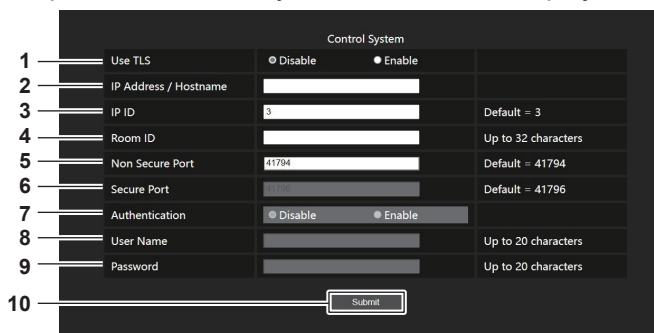 Control System
1 Use TLS Disable Enable
2 IP Address / Hostname
3 IP ID 3 Default = 3
4 Room ID Up to 32 characters
5 Non Secure Port 41794 Default = 41794
6 Secure Port 41796 Default = 41796
7 Authentication Disable Enable
8 User Name Up to 20 characters
9 Password Up to 20 characters
10 Submit